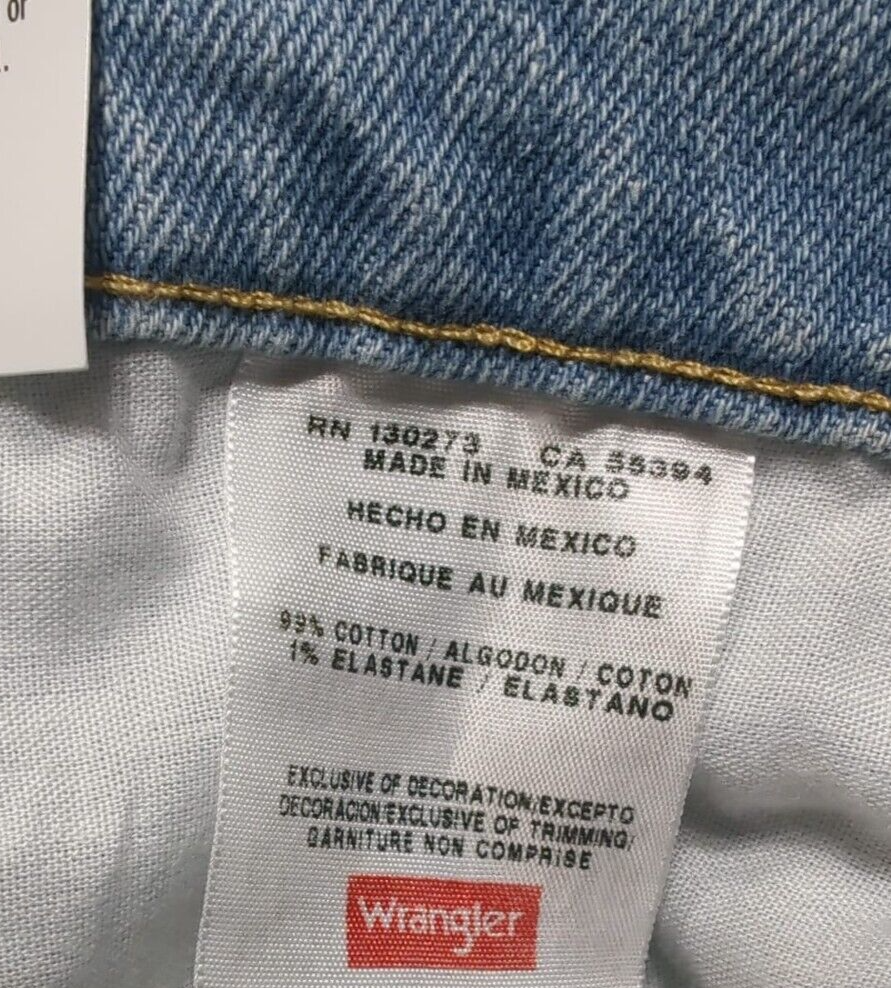 or
RN 130273 CA 55394
MADE IN MEXICO
HECHO EN MEXICO
FABRIQUE AU MEXIQUE
99% COTTON / ALGODON / COTON
1% ELASTANE / ELASTANO
EXCLUSIVE OF DECORATION/EXCEPTO
DECORACION/EXCLUSIVE OF TRIMMING/
GARNITURE NON COMPRISE
Wrangler